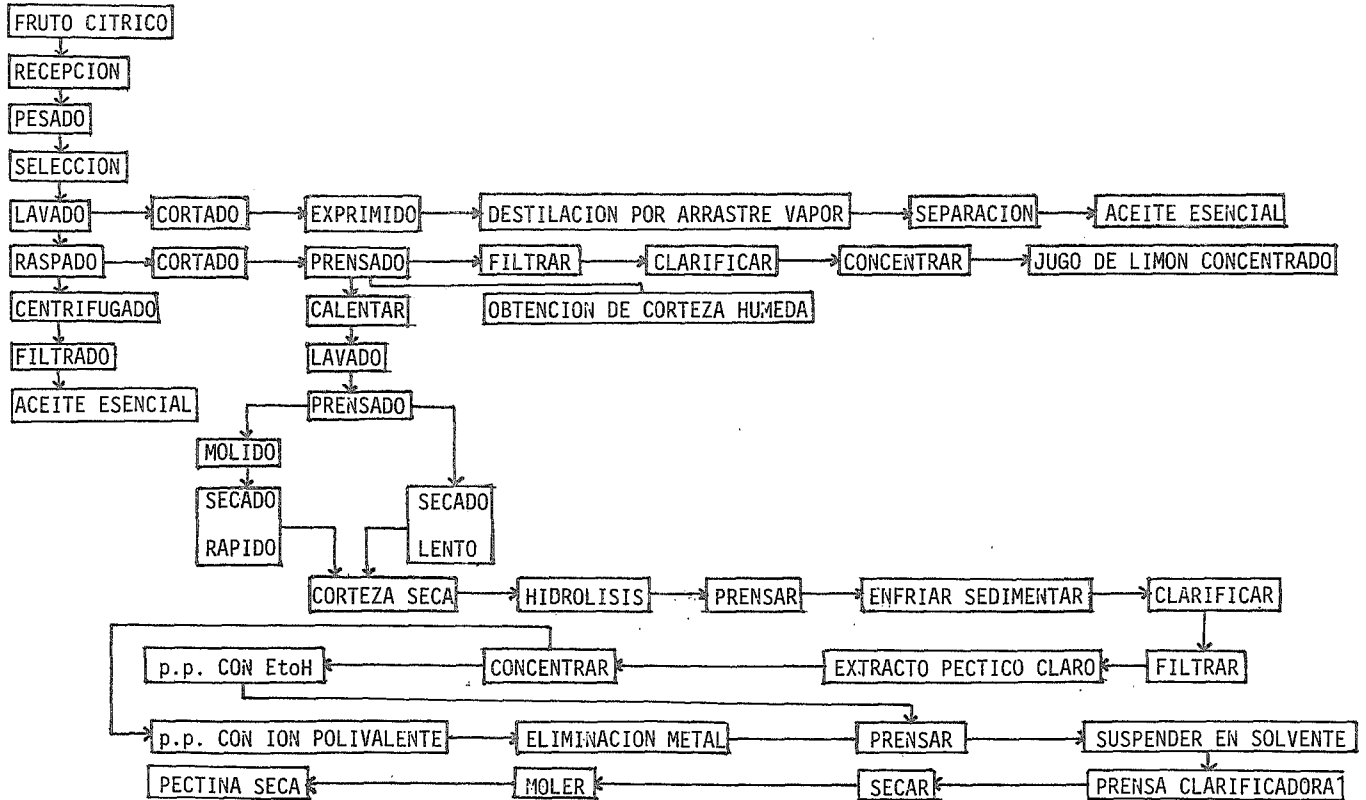 FRUTO CITRICO
RECEPCION
PESADO
SELECCION
LAVADO CORTADO EXPRIMIDO DESTILACION POR ARRASTRE VAPOR SEPARACION ACEITE ESENCIAL
RASPADO CORTADO PRENSADO FILTRAR CLARIFICAR CONCENTRAR JUGO DE LIMON CONCENTRADO
CENTRIFUGADO CALENTAR OBTENCION DE CORTEZA HUMEDA
FILTRADO LAVADO
ACEITE ESENCIAL PRENSADO
MOLIDO
SECADO SECADO
RAPIDO LENTO
CORTEZA SECA HIDROLISIS PRENSAR ENFRIAR SEDIMENTAR CLARIFICAR
p.p. CON EtoH CONCENTRAR EXTRACTO PECTICO CLARO FILTRAR
p.p. CON ION POLIVALENTE ELIMINACION METAL PRENSAR SUSPENDER EN SOLVENTE
PECTINA SECA MOLER SECAR PRENSA CLARIFICADORA